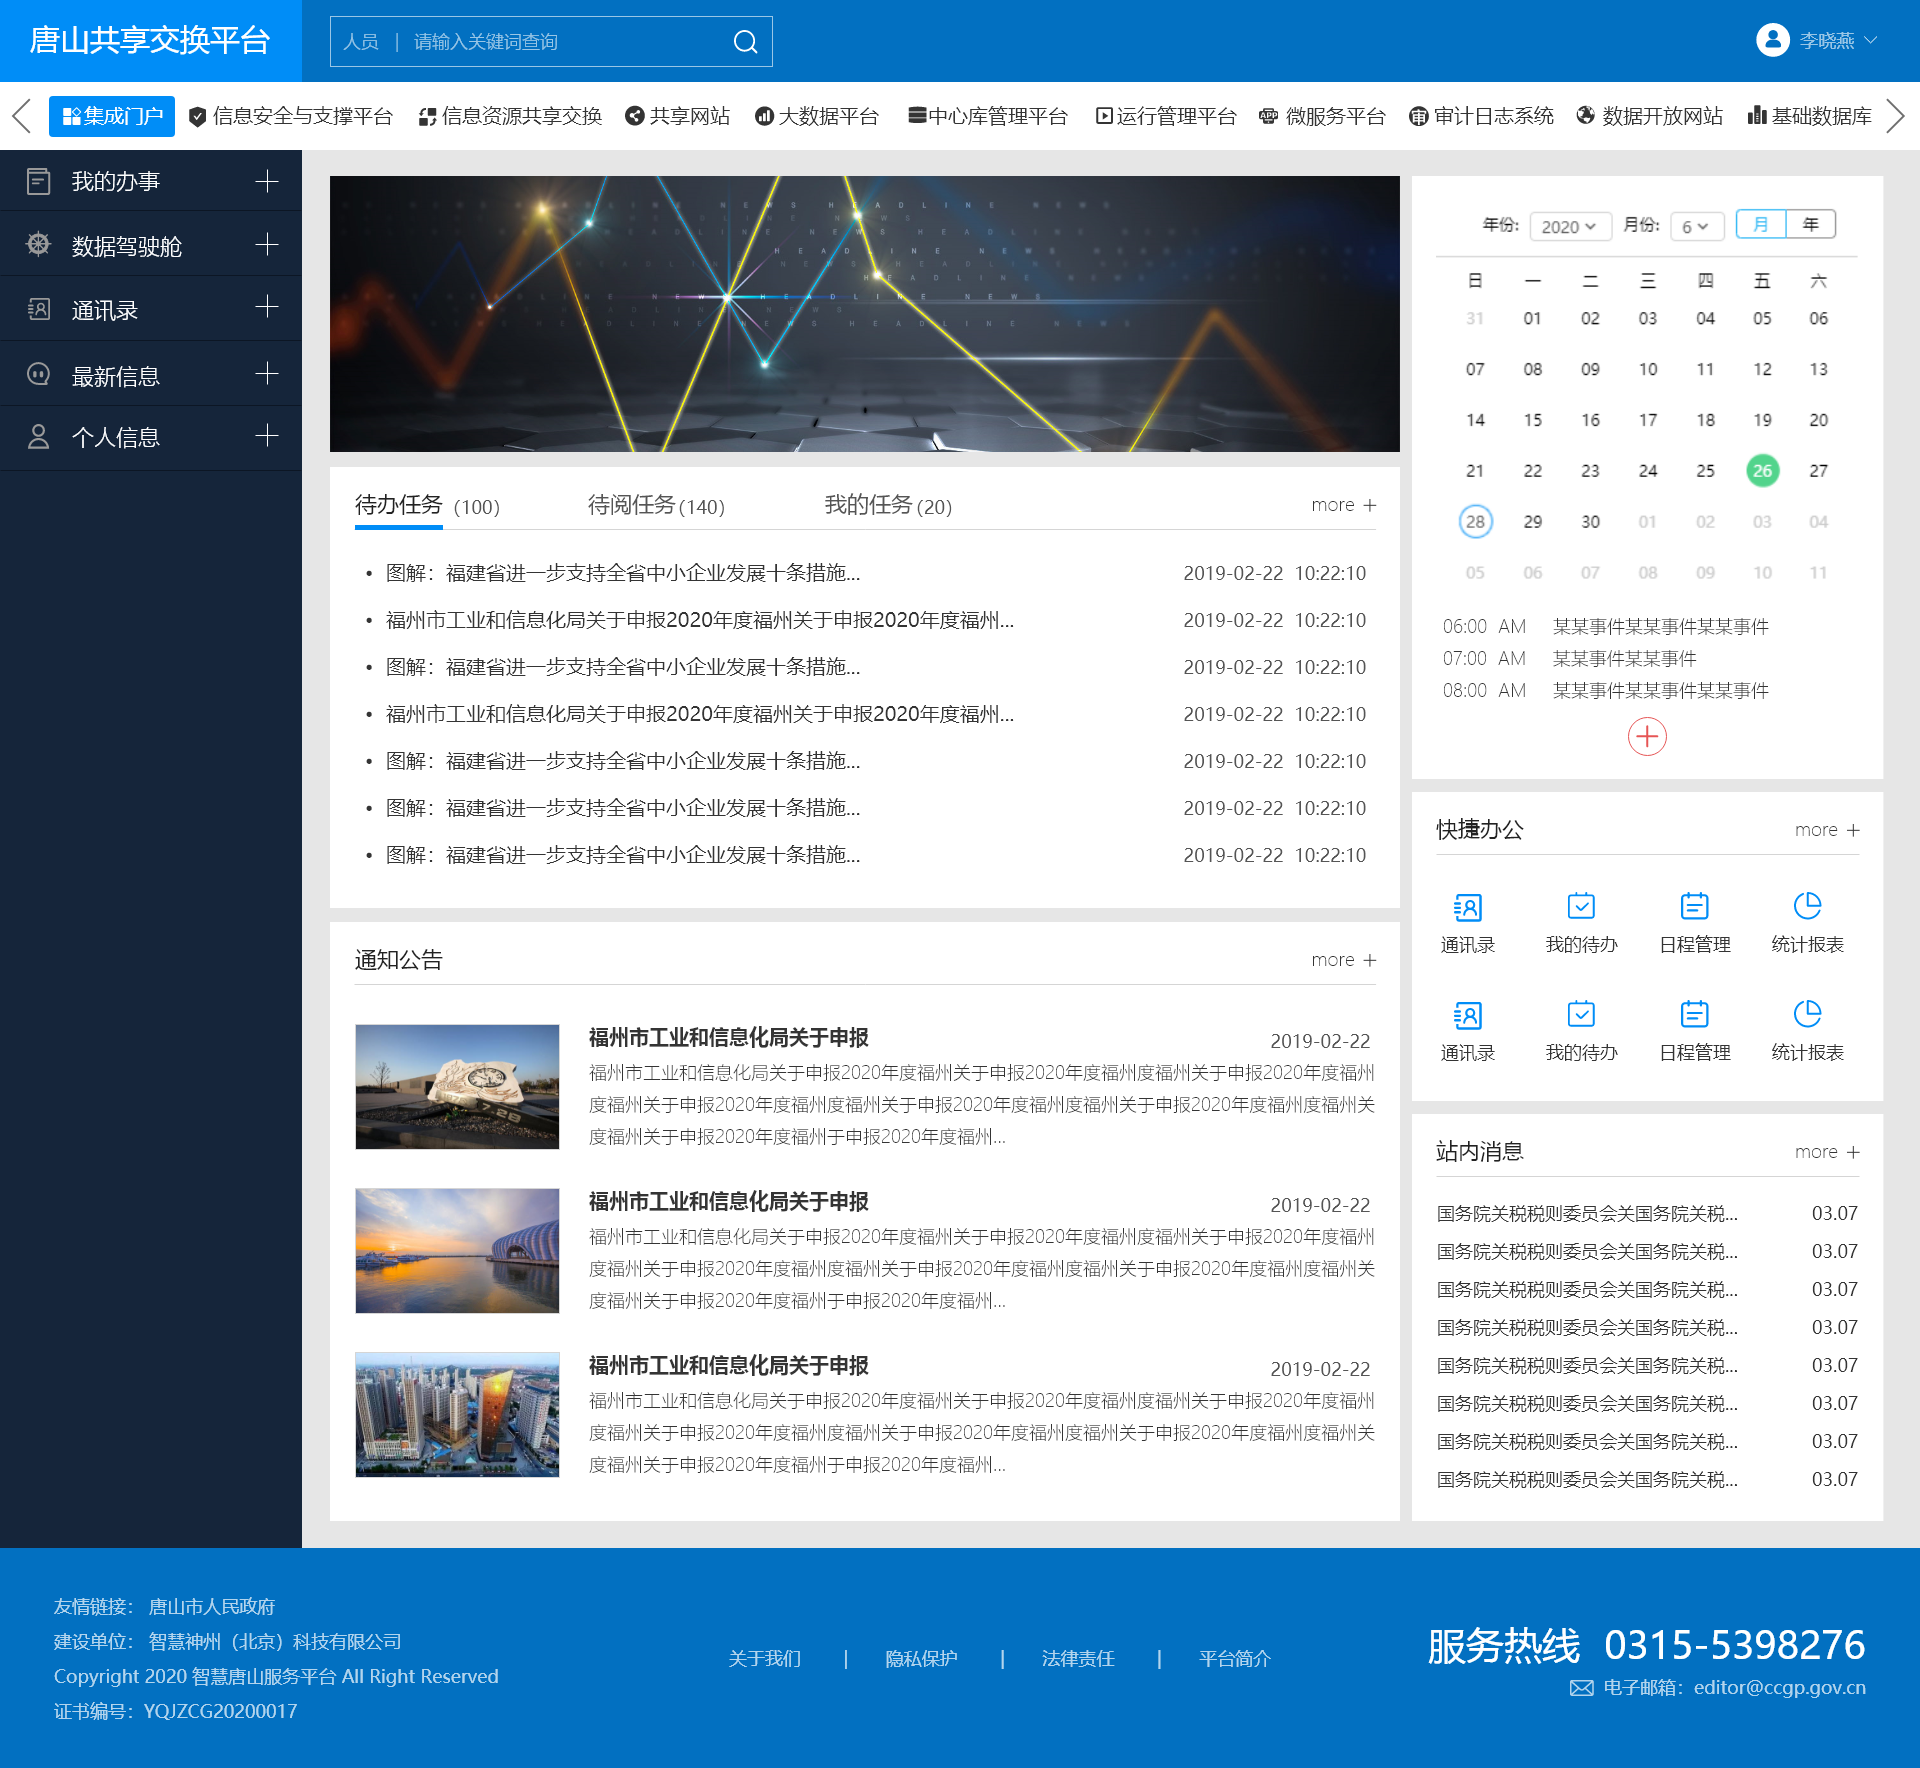 唐山共享交换平台
人员 | 请输入关键词查询
李晓燕
集成门户 信息安全与支撑平台 信息资源共享交换 共享网站 大数据平台 中心库管理平台 运行管理平台 微服务平台 审计日志系统 数据开放网站 基础数据库
我的办事
数据驾驶舱
通讯录
最新信息
个人信息
待办任务 (100) 待阅任务 (140) 我的任务 (20) more +
• 图解：福建省进一步支持全省中小企业发展十条措施... 2019-02-22 10:22:10
• 福州市工业和信息化局关于申报2020年度福州关于申报2020年度福州... 2019-02-22 10:22:10
• 图解：福建省进一步支持全省中小企业发展十条措施... 2019-02-22 10:22:10
• 福州市工业和信息化局关于申报2020年度福州关于申报2020年度福州... 2019-02-22 10:22:10
• 图解：福建省进一步支持全省中小企业发展十条措施... 2019-02-22 10:22:10
• 图解：福建省进一步支持全省中小企业发展十条措施... 2019-02-22 10:22:10
• 图解：福建省进一步支持全省中小企业发展十条措施... 2019-02-22 10:22:10
通知公告 more +
福州市工业和信息化局关于申报 2019-02-22
福州市工业和信息化局关于申报2020年度福州关于申报2020年度福州度福州关于申报2020年度福州
度福州关于申报2020年度福州度福州关于申报2020年度福州度福州关于申报2020年度福州度福州关
度福州关于申报2020年度福州于申报2020年度福州...
福州市工业和信息化局关于申报 2019-02-22
福州市工业和信息化局关于申报2020年度福州关于申报2020年度福州度福州关于申报2020年度福州
度福州关于申报2020年度福州度福州关于申报2020年度福州度福州关于申报2020年度福州度福州关
度福州关于申报2020年度福州于申报2020年度福州...
福州市工业和信息化局关于申报 2019-02-22
福州市工业和信息化局关于申报2020年度福州关于申报2020年度福州度福州关于申报2020年度福州
度福州关于申报2020年度福州度福州关于申报2020年度福州度福州关于申报2020年度福州度福州关
度福州关于申报2020年度福州于申报2020年度福州...
年份: 2020 月份: 6 月 年
日 一 二 三 四 五 六
31 01 02 03 04 05 06
07 08 09 10 11 12 13
14 15 16 17 18 19 20
21 22 23 24 25 26 27
28 29 30 01 02 03 04
05 06 07 08 09 10 11
06:00 AM 某某事件某某事件某某事件
07:00 AM 某某事件某某事件
08:00 AM 某某事件某某事件某某事件
快捷办公 more +
通讯录 我的待办 日程管理 统计报表
通讯录 我的待办 日程管理 统计报表
站内消息 more +
国务院关税税则委员会关国务院关税... 03.07
国务院关税税则委员会关国务院关税... 03.07
国务院关税税则委员会关国务院关税... 03.07
国务院关税税则委员会关国务院关税... 03.07
国务院关税税则委员会关国务院关税... 03.07
国务院关税税则委员会关国务院关税... 03.07
国务院关税税则委员会关国务院关税... 03.07
国务院关税税则委员会关国务院关税... 03.07
友情链接： 唐山市人民政府
建设单位： 智慧神州（北京）科技有限公司
Copyright 2020 智慧唐山服务平台 All Right Reserved
证书编号：YQJZCG20200017
关于我们 | 隐私保护 | 法律责任 | 平台简介
服务热线 0315-5398276
电子邮箱：editor@ccgp.gov.cn